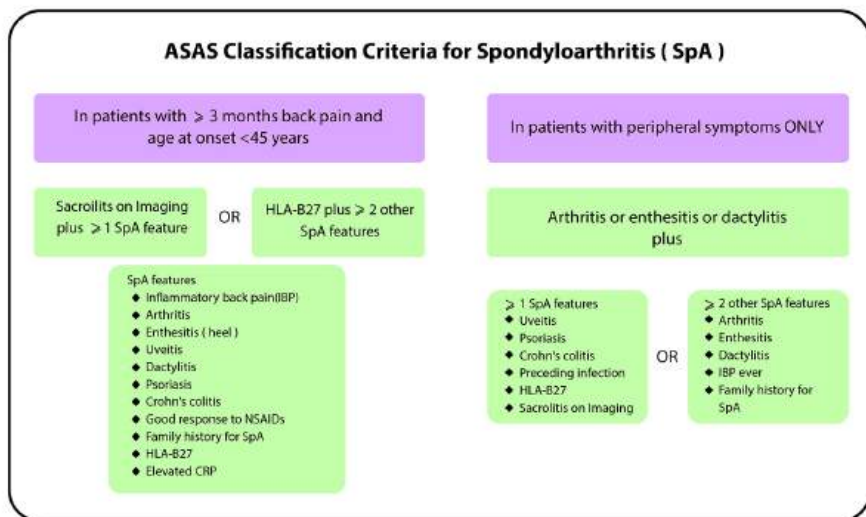 ASAS Classification Criteria for Spondyloarthritis ( SpA )
In patients with ⩾ 3 months back pain and
age at onset <45 years
Sacroilits on Imaging
plus ⩾ 1 SpA feature
OR
HLA-B27 plus ⩾ 2 other
SpA features
SpA features
◆ Inflammatory back pain(IBP)
◆ Arthritis
◆ Enthesitis ( heel )
◆ Uveitis
◆ Dactylitis
◆ Psoriasis
◆ Crohn's colitis
◆ Good response to NSAIDs
◆ Family history for SpA
◆ HLA-B27
◆ Elevated CRP
In patients with peripheral symptoms ONLY
Arthritis or enthesitis or dactylitis
plus
⩾ 1 SpA features
◆ Uveitis
◆ Psoriasis
◆ Crohn's colitis
◆ Preceding infection
◆ HLA-B27
◆ Sacrolitis on Imaging
OR
⩾ 2 other SpA features
◆ Arthritis
◆ Enthesitis
◆ Dactylitis
◆ IBP ever
◆ Family history for
SpA